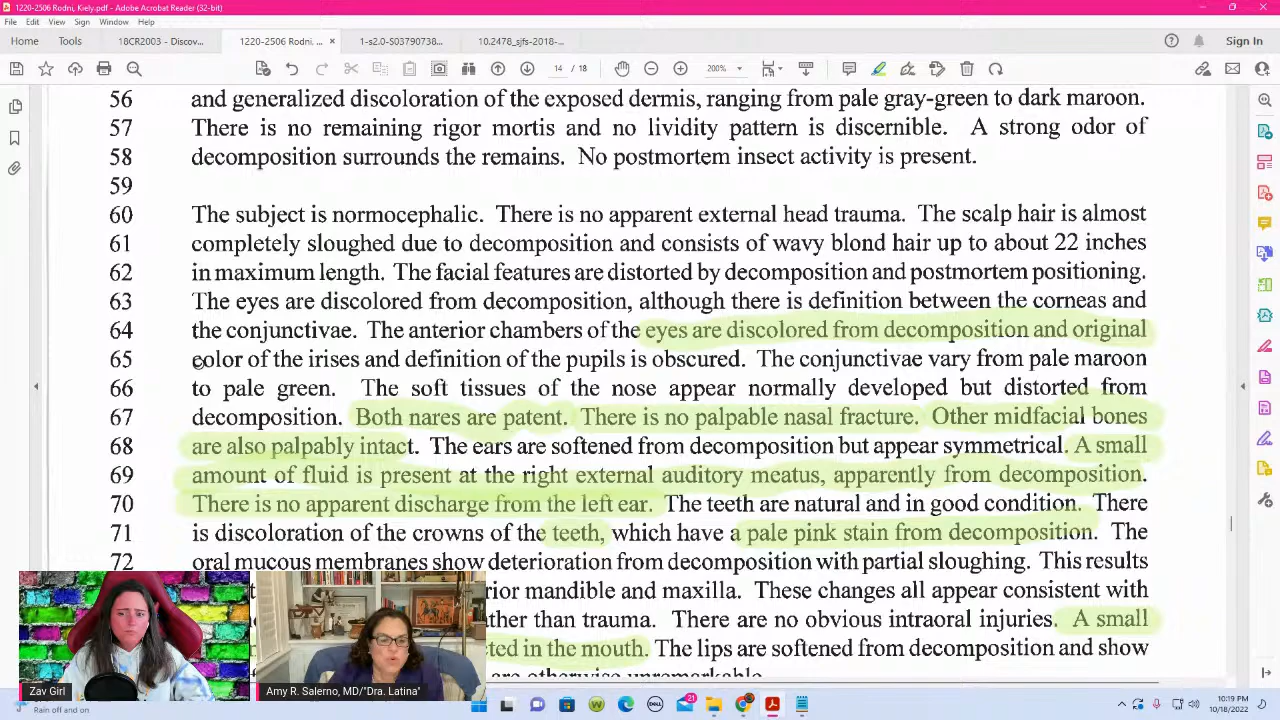 1220-2506 Rodni, Kiely.pdf - Adobe Acrobat Reader (32-bit)
File Edit View Sign Window Help
Home Tools 18CR2003 - Discov... 1220-2506 Rodni, ... × 1-s2.0-S03790738... 10.2478_sjfs-2018-... Sign In
14 / 18 200%
56 and generalized discoloration of the exposed dermis, ranging from pale gray-green to dark maroon.
57 There is no remaining rigor mortis and no lividity pattern is discernible. A strong odor of
58 decomposition surrounds the remains. No postmortem insect activity is present.
59
60 The subject is normocephalic. There is no apparent external head trauma. The scalp hair is almost
61 completely sloughed due to decomposition and consists of wavy blond hair up to about 22 inches
62 in maximum length. The facial features are distorted by decomposition and postmortem positioning.
63 The eyes are discolored from decomposition, although there is definition between the corneas and
64 the conjunctivae. The anterior chambers of the eyes are discolored from decomposition and original
65 color of the irises and definition of the pupils is obscured. The conjunctivae vary from pale maroon
66 to pale green. The soft tissues of the nose appear normally developed but distorted from
67 decomposition. Both nares are patent. There is no palpable nasal fracture. Other midfacial bones
68 are also palpably intact. The ears are softened from decomposition but appear symmetrical. A small
69 amount of fluid is present at the right external auditory meatus, apparently from decomposition.
70 There is no apparent discharge from the left ear. The teeth are natural and in good condition. There
71 is discoloration of the crowns of the teeth, which have a pale pink stain from decomposition. The
72 oral mucous membranes show deterioration from decomposition with partial sloughing. This results
rior mandible and maxilla. These changes all appear consistent with
ther than trauma. There are no obvious intraoral injuries. A small
cted in the mouth. The lips are softened from decomposition and show
are otherwise unremarkable
Zav Girl
Amy R. Salerno, MD/"Dra. Latina"
Rain off and on
DELL
21
10:19 PM
10/18/2022